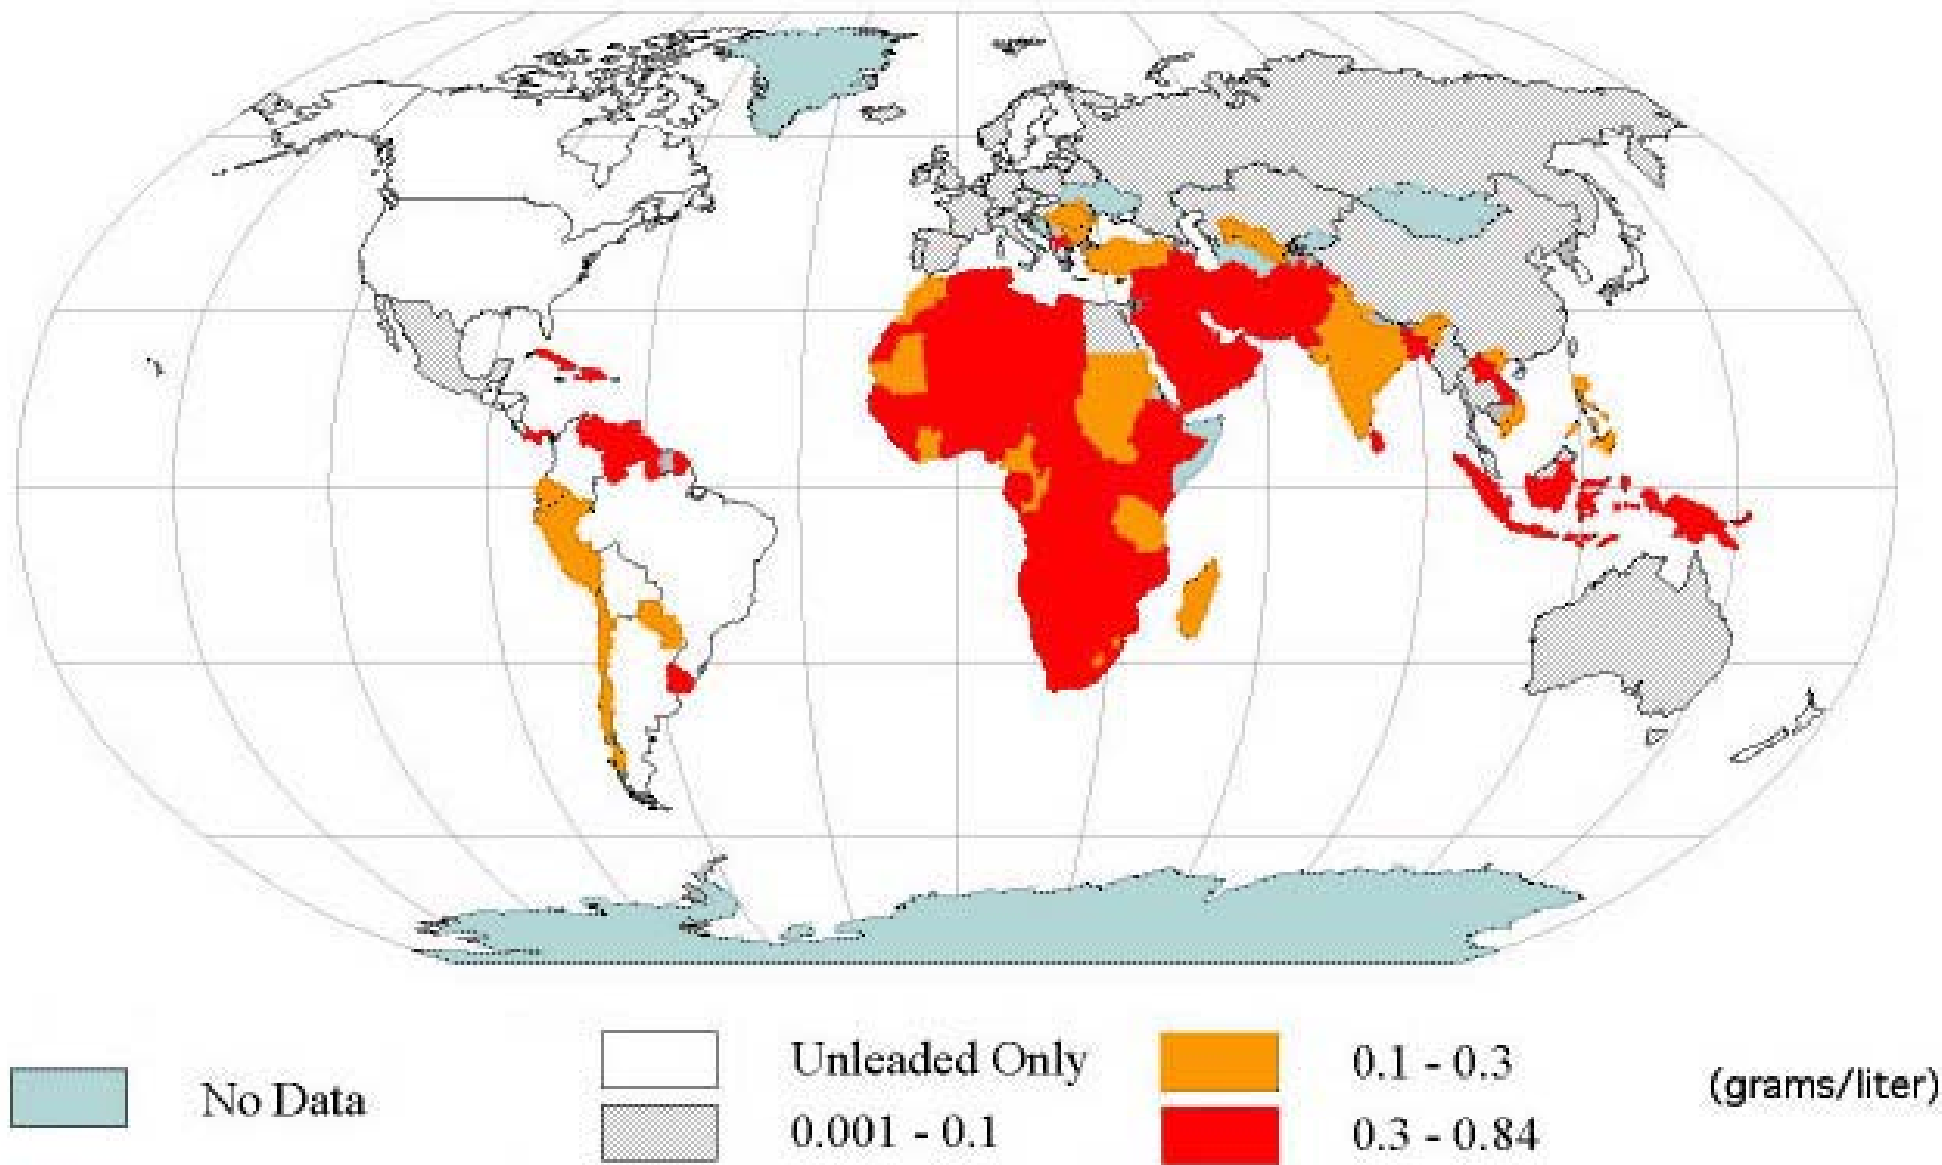 No Data
Unleaded Only
0.001 - 0.1
0.1 - 0.3
0.3 - 0.84
(grams/liter)